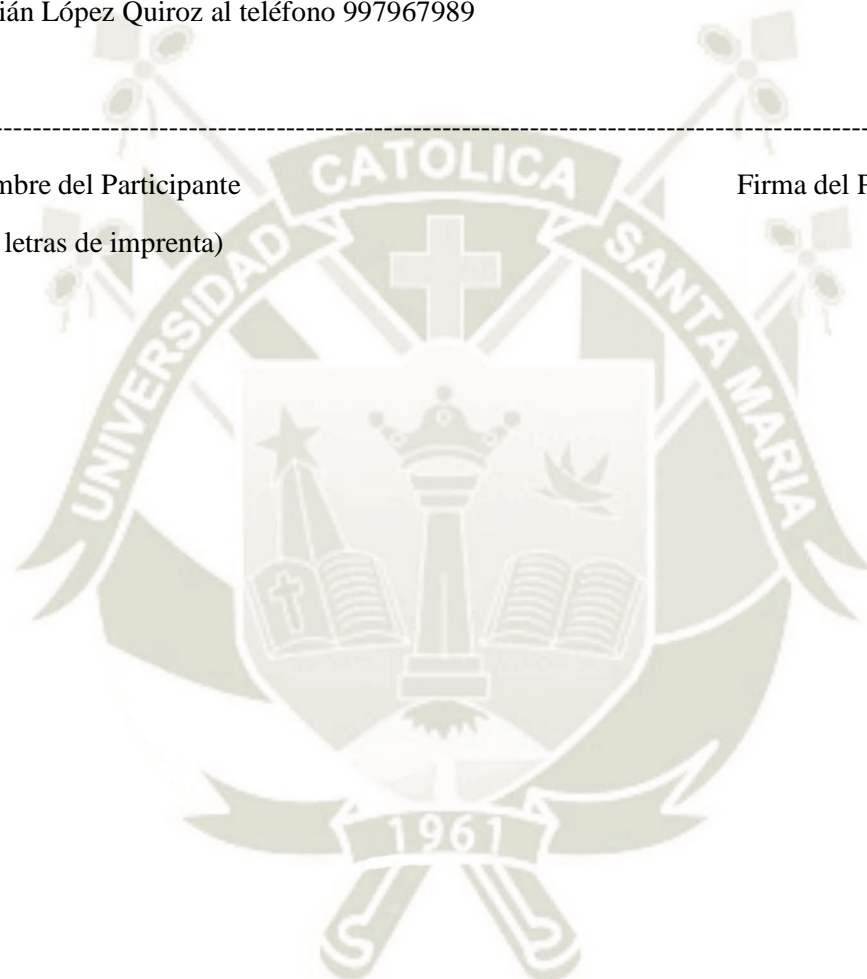 ián López Quiroz al teléfono 997967989
mbre del Participante Firma del P
letras de imprenta)
UNIVERSIDAD CATOLICA SANTA MARIA
1961